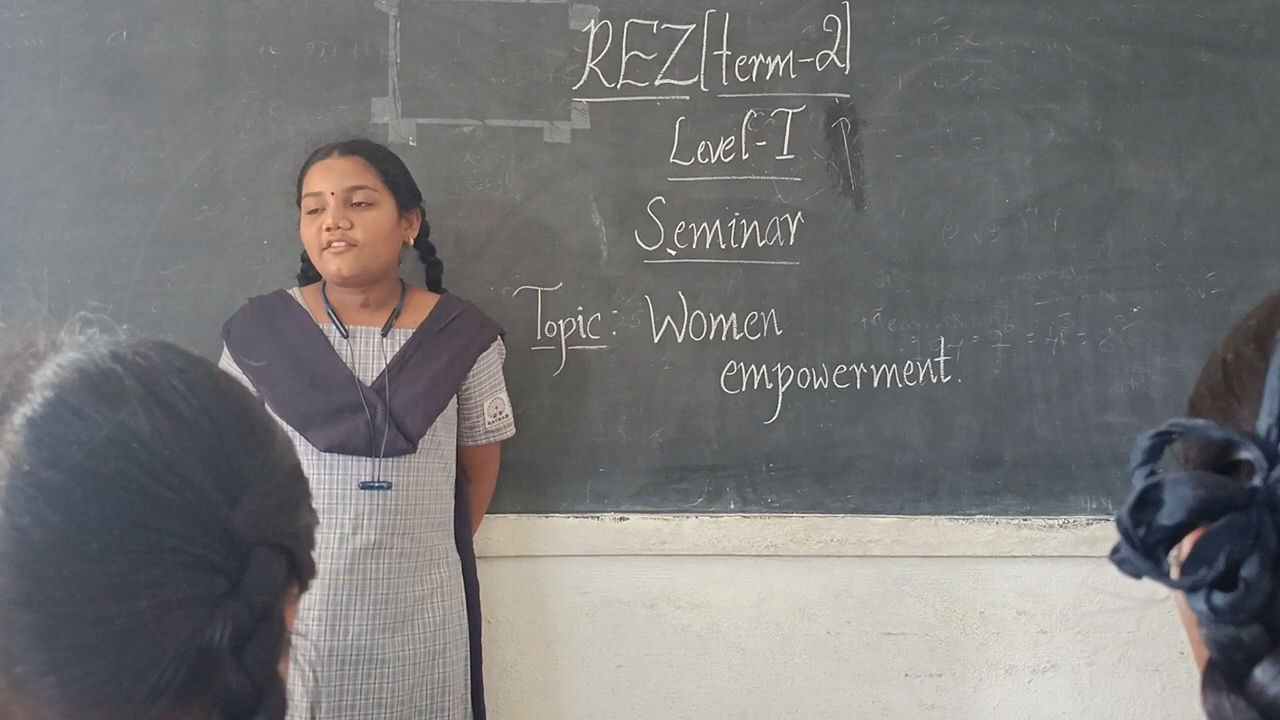 REZ[term-2]
Level-I
Seminar
Topic: Women
empowerment.